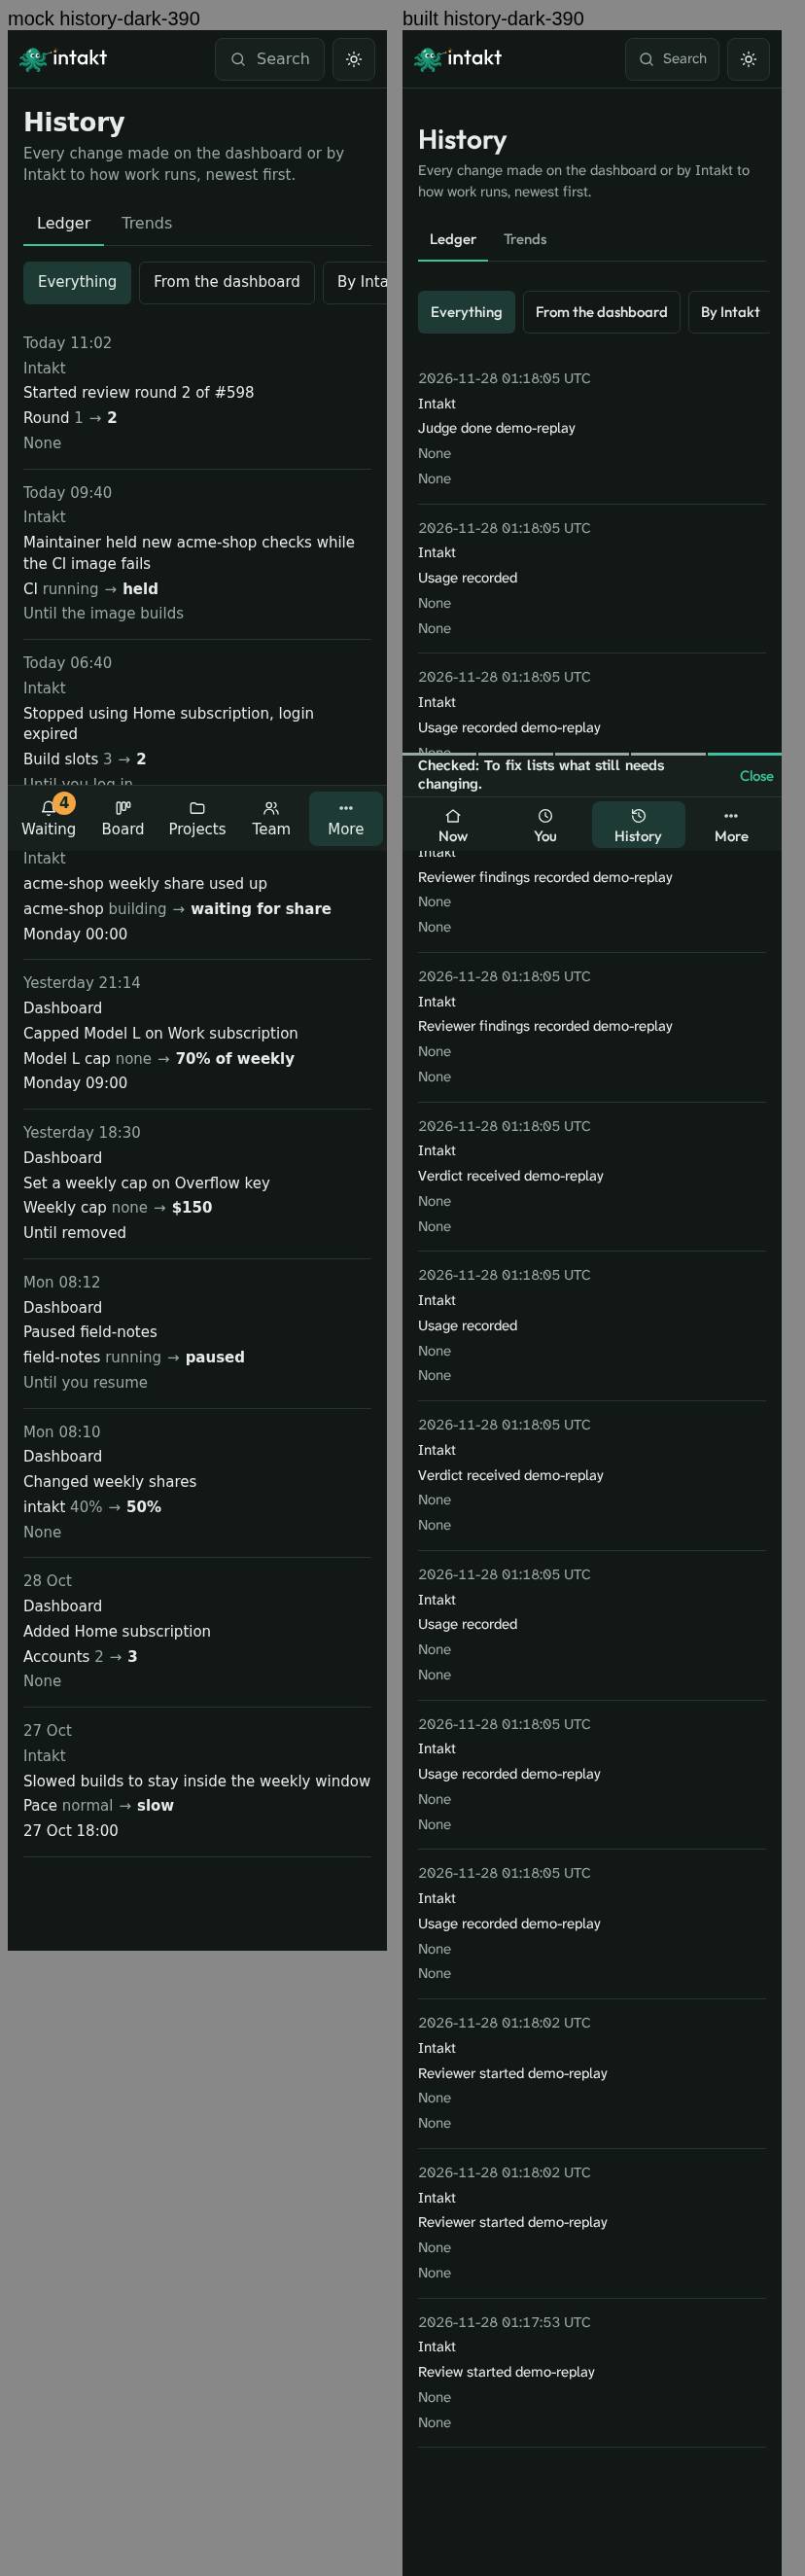 mock history-dark-390
intakt
Search
History
Every change made on the dashboard or by
Intakt to how work runs, newest first.
Ledger
Trends
Everything
From the dashboard
By Inta
Today 11:02
Intakt
Started review round 2 of #598
Round 1 → 2
None
Today 09:40
Intakt
Maintainer held new acme-shop checks while
the CI image fails
CI running → held
Until the image builds
Today 06:40
Intakt
Stopped using Home subscription, login
expired
Build slots 3 → 2
Until you log in
4
Waiting
Board
Projects
Team
More
Intakt
acme-shop weekly share used up
acme-shop building → waiting for share
Monday 00:00
Yesterday 21:14
Dashboard
Capped Model L on Work subscription
Model L cap none → 70% of weekly
Monday 09:00
Yesterday 18:30
Dashboard
Set a weekly cap on Overflow key
Weekly cap none → $150
Until removed
Mon 08:12
Dashboard
Paused field-notes
field-notes running → paused
Until you resume
Mon 08:10
Dashboard
Changed weekly shares
intakt 40% → 50%
None
28 Oct
Dashboard
Added Home subscription
Accounts 2 → 3
None
27 Oct
Intakt
Slowed builds to stay inside the weekly window
Pace normal → slow
27 Oct 18:00
built history-dark-390
intakt
Search
History
Every change made on the dashboard or by Intakt to
how work runs, newest first.
Ledger
Trends
Everything
From the dashboard
By Intakt
2026-11-28 01:18:05 UTC
Intakt
Judge done demo-replay
None
None
2026-11-28 01:18:05 UTC
Intakt
Usage recorded
None
None
2026-11-28 01:18:05 UTC
Intakt
Usage recorded demo-replay
None
Checked: To fix lists what still needs
changing.
Close
Now
You
History
More
Intakt
Reviewer findings recorded demo-replay
None
None
2026-11-28 01:18:05 UTC
Intakt
Reviewer findings recorded demo-replay
None
None
2026-11-28 01:18:05 UTC
Intakt
Verdict received demo-replay
None
None
2026-11-28 01:18:05 UTC
Intakt
Usage recorded
None
None
2026-11-28 01:18:05 UTC
Intakt
Verdict received demo-replay
None
None
2026-11-28 01:18:05 UTC
Intakt
Usage recorded
None
None
2026-11-28 01:18:05 UTC
Intakt
Usage recorded demo-replay
None
None
2026-11-28 01:18:05 UTC
Intakt
Usage recorded demo-replay
None
None
2026-11-28 01:18:02 UTC
Intakt
Reviewer started demo-replay
None
None
2026-11-28 01:18:02 UTC
Intakt
Reviewer started demo-replay
None
None
2026-11-28 01:17:53 UTC
Intakt
Review started demo-replay
None
None